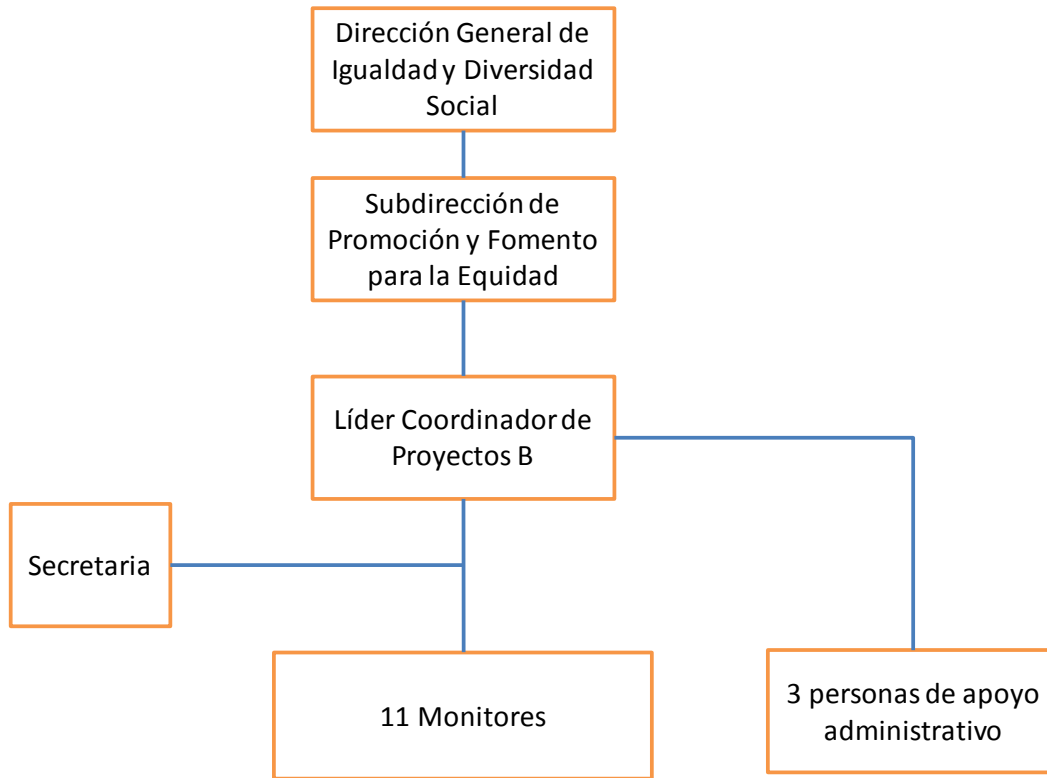 Dirección General de
Igualdad y Diversidad
Social
Subdirección de
Promoción y Fomento
para la Equidad
Líder Coordinador de
Proyectos B
Secretaria
11 Monitores
3 personas de apoyo
administrativo